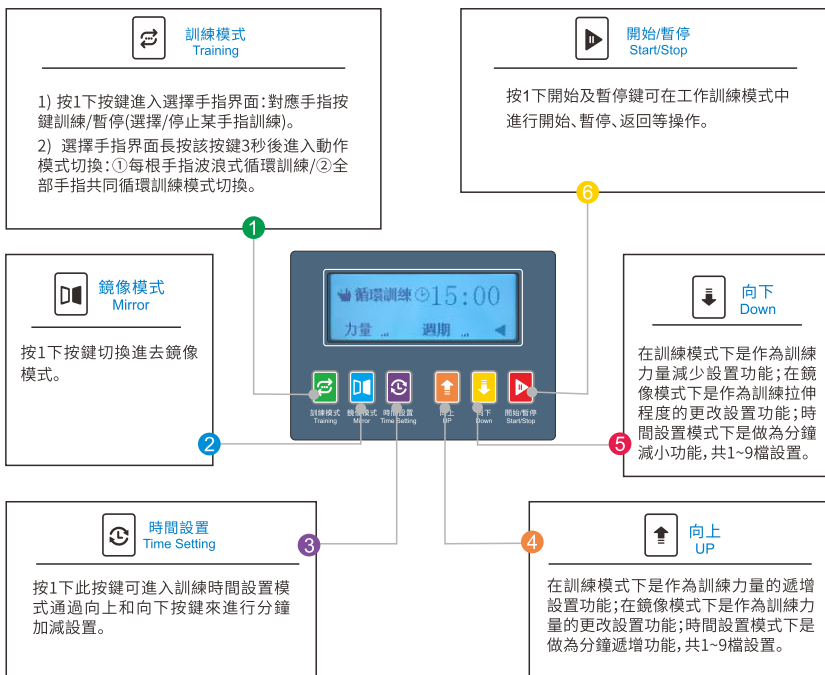 訓練模式
Training
1) 按1下按鍵進入選擇手指界面:對應手指按
鍵訓練/暫停(選擇/停止某手指訓練)。
2) 選擇手指界面長按該按鍵3秒後進入動作
模式切換:①每根手指波浪式循環訓練/②全
部手指共同循環訓練模式切換。
1
開始/暫停
Start/Stop
按1下開始及暫停鍵可在工作訓練模式中
進行開始、暫停、返回等操作。
6
鏡像模式
Mirror
按1下按鍵切換進去鏡像
模式。
2
循環訓練 15:00
力量 週期
訓練模式 鏡像模式 時間設置 向上 向下 開始/暫停
Training Mirror Time Setting UP Down Start/Stop
向下
Down
在訓練模式下是作為訓練
力量減少設置功能;在鏡
像模式下是作為訓練拉伸
程度的更改設置功能;時
間設置模式下是做為分鐘
減小功能,共1~9檔設置。
5
時間設置
Time Setting
3
按1下此按鍵可進入訓練時間設置模
式通過向上和向下按鍵來進行分鐘
加減設置。
4
向上
UP
在訓練模式下是作為訓練力量的遞增
設置功能;在鏡像模式下是作為訓練力
量的更改設置功能;時間設置模式下是
做為分鐘遞增功能,共1~9檔設置。